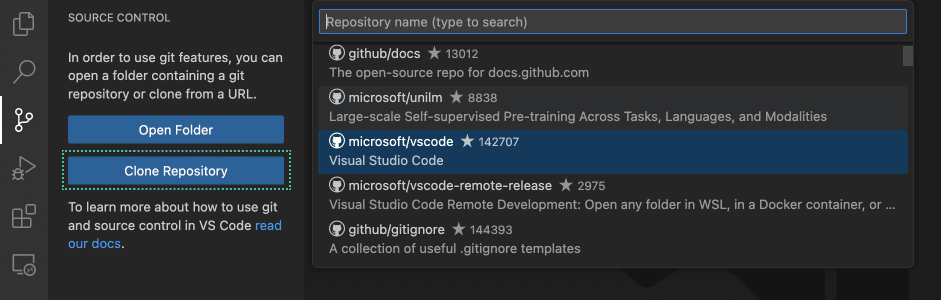 SOURCE CONTROL
In order to use git features, you can
open a folder containing a git
repository or clone from a URL.
Open Folder
Clone Repository
To learn more about how to use git
and source control in VS Code read
our docs.
Repository name (type to search)
github/docs ★ 13012
The open-source repo for docs.github.com
microsoft/unilm ★ 8838
Large-scale Self-supervised Pre-training Across Tasks, Languages, and Modalities
microsoft/vscode ★ 142707
Visual Studio Code
microsoft/vscode-remote-release ★ 2975
Visual Studio Code Remote Development: Open any folder in WSL, in a Docker container, or ...
github/gitignore ★ 144393
A collection of useful .gitignore templates